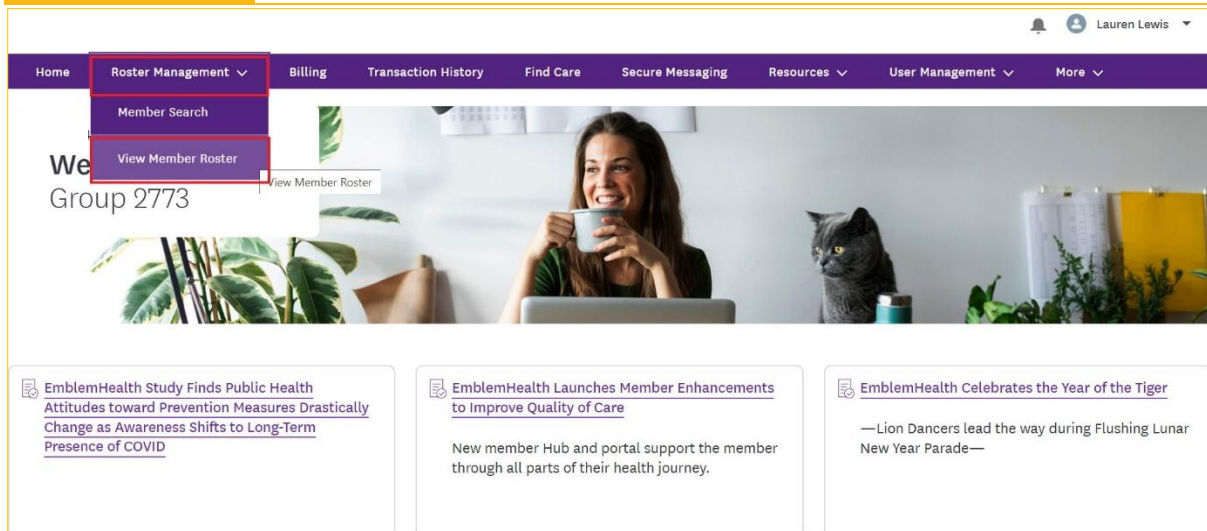 Lauren Lewis
Home Roster Management Billing Transaction History Find Care Secure Messaging Resources User Management More
Member Search
View Member Roster
We
View Member Roster
Group 2773
EmblemHealth Study Finds Public Health
Attitudes toward Prevention Measures Drastically
Change as Awareness Shifts to Long-Term
Presence of COVID
EmblemHealth Launches Member Enhancements
to Improve Quality of Care
New member Hub and portal support the member
through all parts of their health journey.
EmblemHealth Celebrates the Year of the Tiger
—Lion Dancers lead the way during Flushing Lunar
New Year Parade—